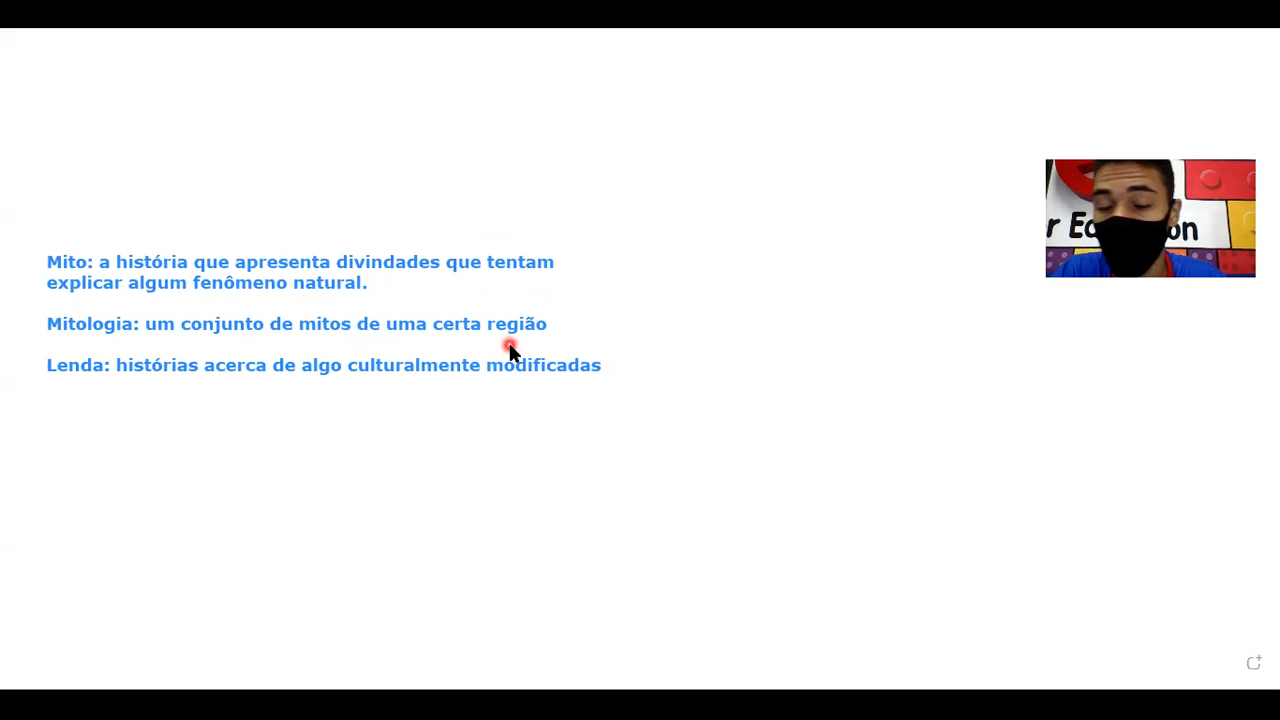 Mito: a história que apresenta divindades que tentam
explicar algum fenômeno natural.
Mitologia: um conjunto de mitos de uma certa região
Lenda: histórias acerca de algo culturalmente modificadas